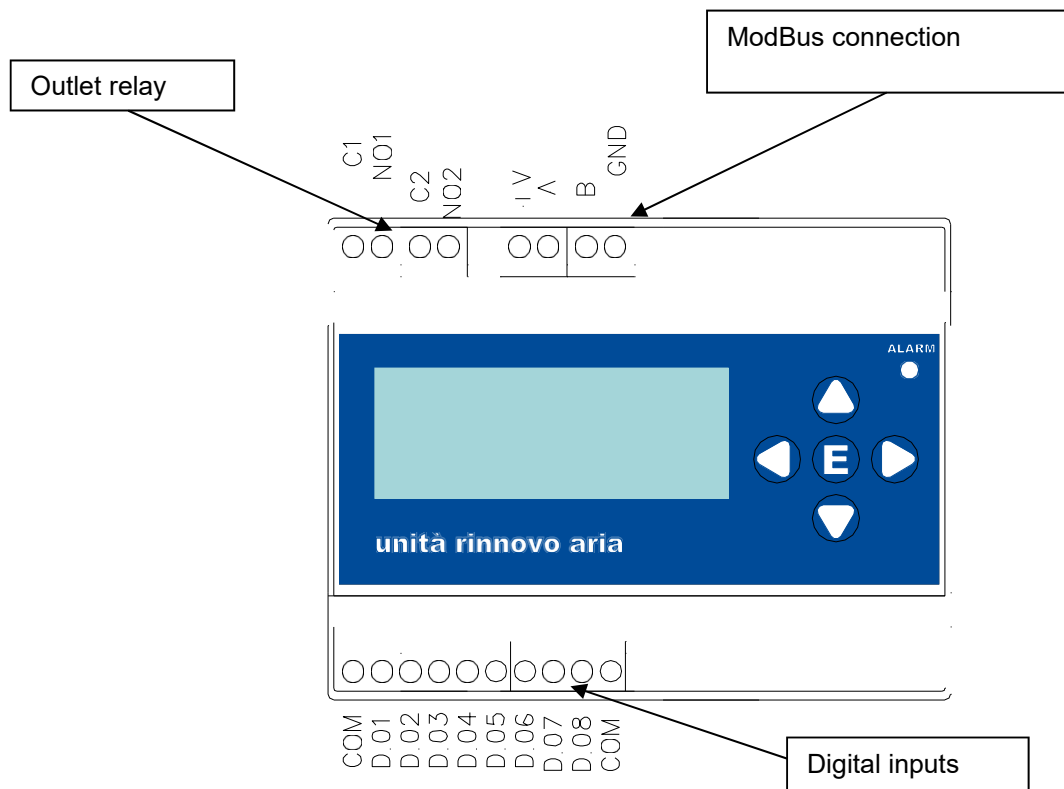 ModBus connection
Outlet relay
C1
NO1
C2
NO2
+V
A
B
GND
ALARM
E
unità rinnovo aria
COM
D.01
D.02
D.03
D.04
D.05
D.06
D.07
D.08
COM
Digital inputs